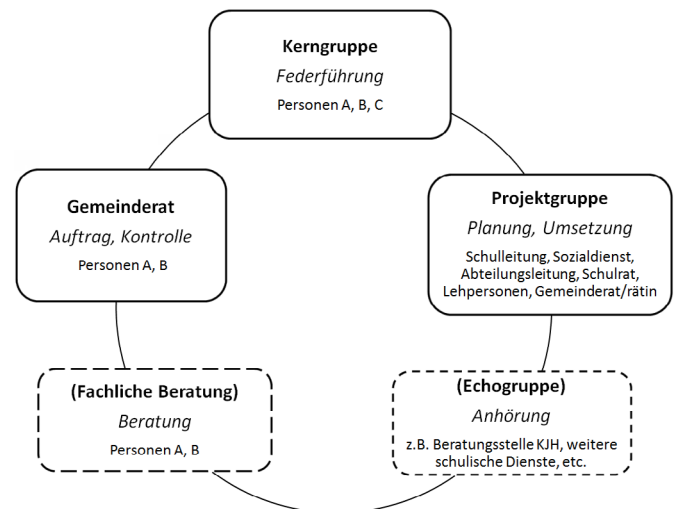 Kerngruppe
Federführung
Personen A, B, C
Gemeinderat
Auftrag, Kontrolle
Personen A, B
Projektgruppe
Planung, Umsetzung
Schulleitung, Sozialdienst,
Abteilungsleitung, Schulrat,
Lehpersonen, Gemeinderat/rätin
(Fachliche Beratung)
Beratung
Personen A, B
(Echogruppe)
Anhörung
z.B. Beratungsstelle KJH, weitere
schulische Dienste, etc.